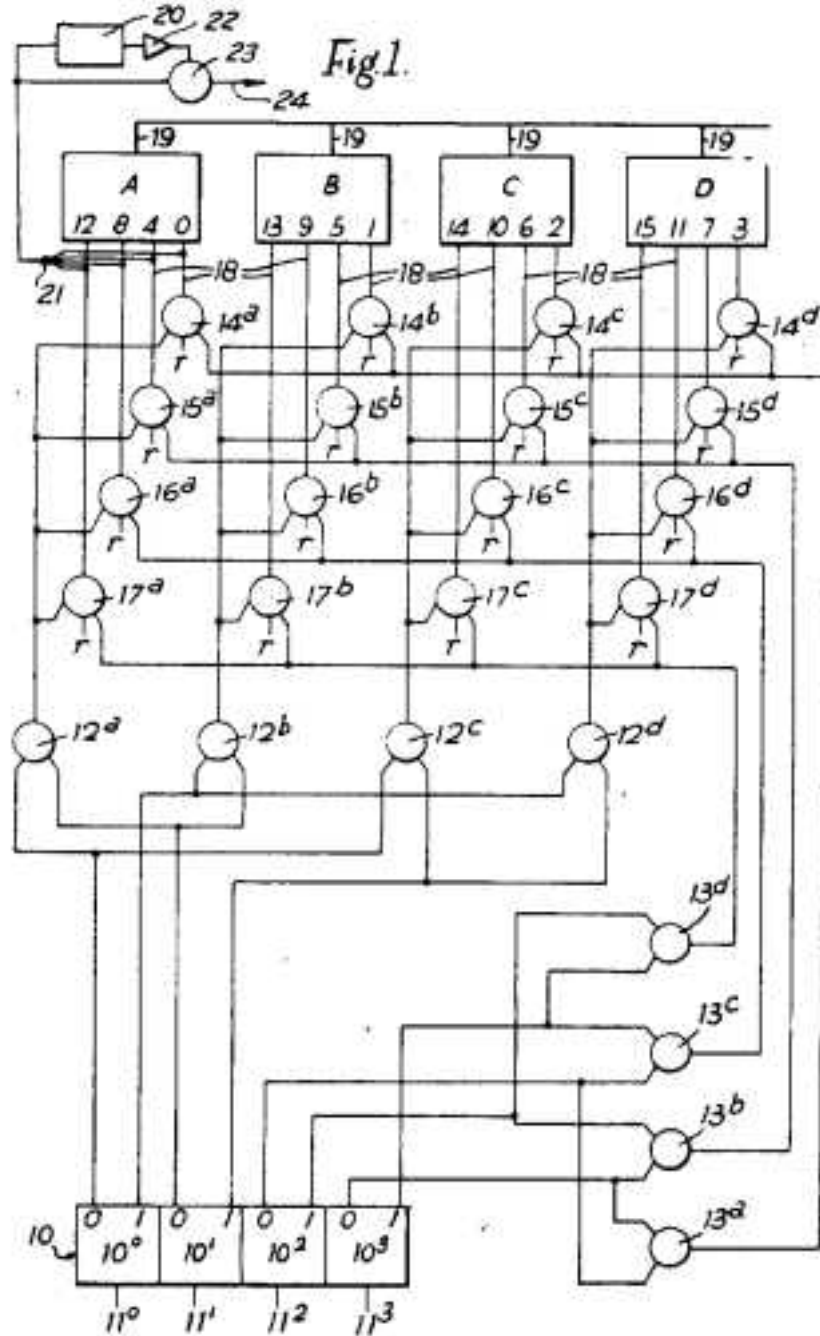 20 22
23
Fig.1.
24
19 19 19 19
A B C D
12 8 4 0 13 9 5 1 14 10 6 2 15 11 7 3
21 18 18 18
14a 14b 14c 14d
r r r r
15a 15b 15c 15d
r r r r
16a 16b 16c 16d
r r r r
17a 17b 17c 17d
r r r r
12a 12b 12c 12d
13d
13c
13b
13a
0 1 0 1 0 1 0 1
10 10⁰ 10¹ 10² 10³
11⁰ 11¹ 11² 11³